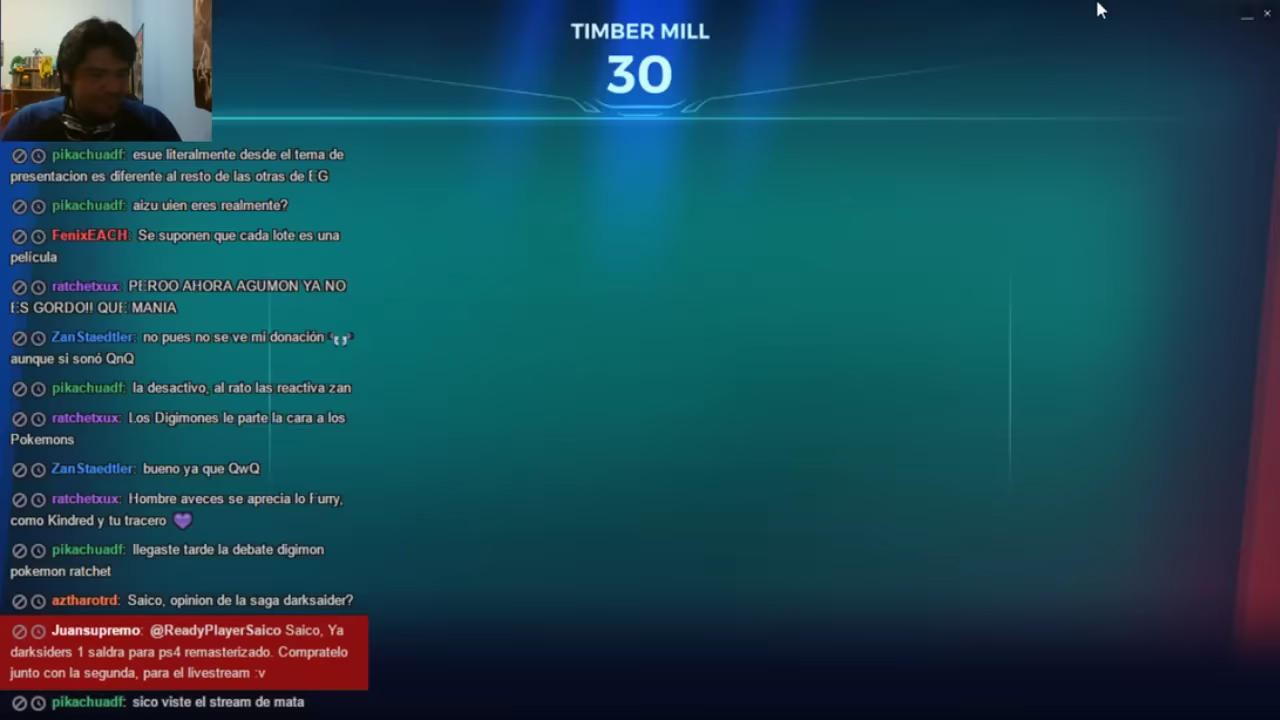 TIMBER MILL
30
pikachuadf: esue literalmente desde el tema de
presentacion es diferente al resto de las otras de EG
pikachuadf: aizu uien eres realmente?
FenixEACH: Se suponen que cada lote es una
película
ratchetxux: PEROO AHORA AGUMON YA NO
ES GORDO!! QUE MANIA
ZanStaedtler: no pues no se ve mi donación
aunque si sonó QnQ
pikachuadf: la desactivo, al rato las reactiva zan
ratchetxux: Los Digimones le parte la cara a los
Pokemons
ZanStaedtler: bueno ya que QwQ
ratchetxux: Hombre aveces se aprecia lo Furry,
como Kindred y tu tracero 💜
pikachuadf: llegaste tarde la debate digimon
pokemon ratchet
aztharotrd: Saico, opinion de la saga darksaider?
Juansupremo: @ReadyPlayerSaico Saico, Ya
darksiders 1 saldra para ps4 remasterizado. Compratelo
junto con la segunda, para el livestream :v
pikachuadf: sico viste el stream de mata